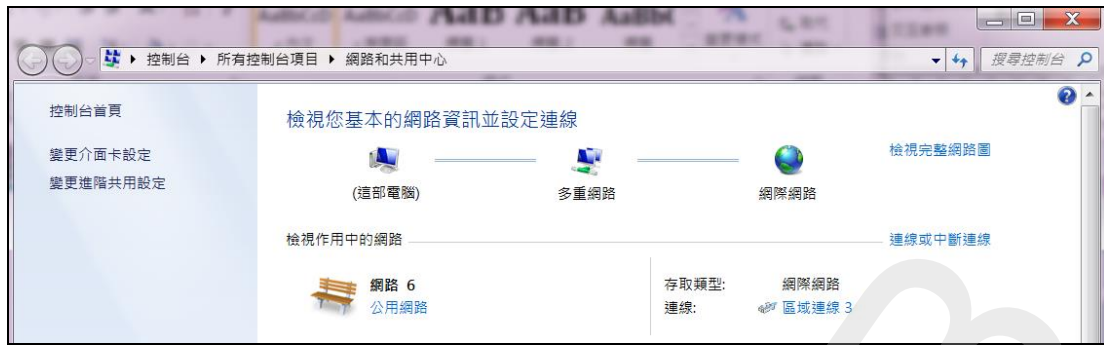 AaBbCcD AaBbCcD AaB AaB AaBbC
控制台 ▸ 所有控制台項目 ▸ 網路和共用中心
搜尋控制台
控制台首頁
變更介面卡設定
變更進階共用設定
檢視您基本的網路資訊並設定連線
檢視完整網路圖
(這部電腦)
多重網路
網際網路
檢視作用中的網路
連線或中斷連線
網路 6
公用網路
存取類型: 網際網路
連線: 區域連線 3